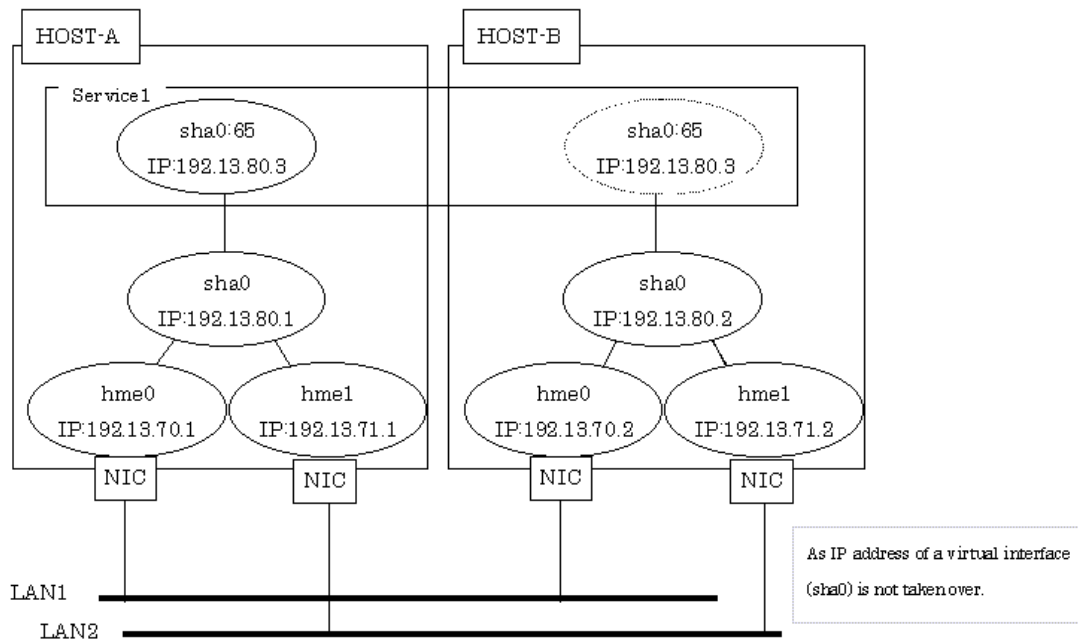 HOST-A
HOST-B
Service1
sha0:65
IP:192.13.80.3
sha0:65
IP:192.13.80.3
sha0
IP:192.13.80.1
sha0
IP:192.13.80.2
hme0
IP:192.13.70.1
hme1
IP:192.13.71.1
hme0
IP:192.13.70.2
hme1
IP:192.13.71.2
NIC
NIC
NIC
NIC
As IP address of a virtual interface
(sha0) is not taken over.
LAN1
LAN2